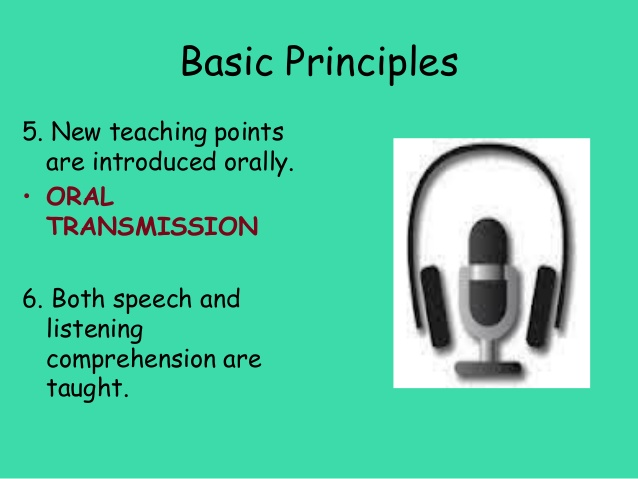 Basic Principles
5. New teaching points
are introduced orally.
• ORAL
TRANSMISSION
6. Both speech and
listening
comprehension are
taught.